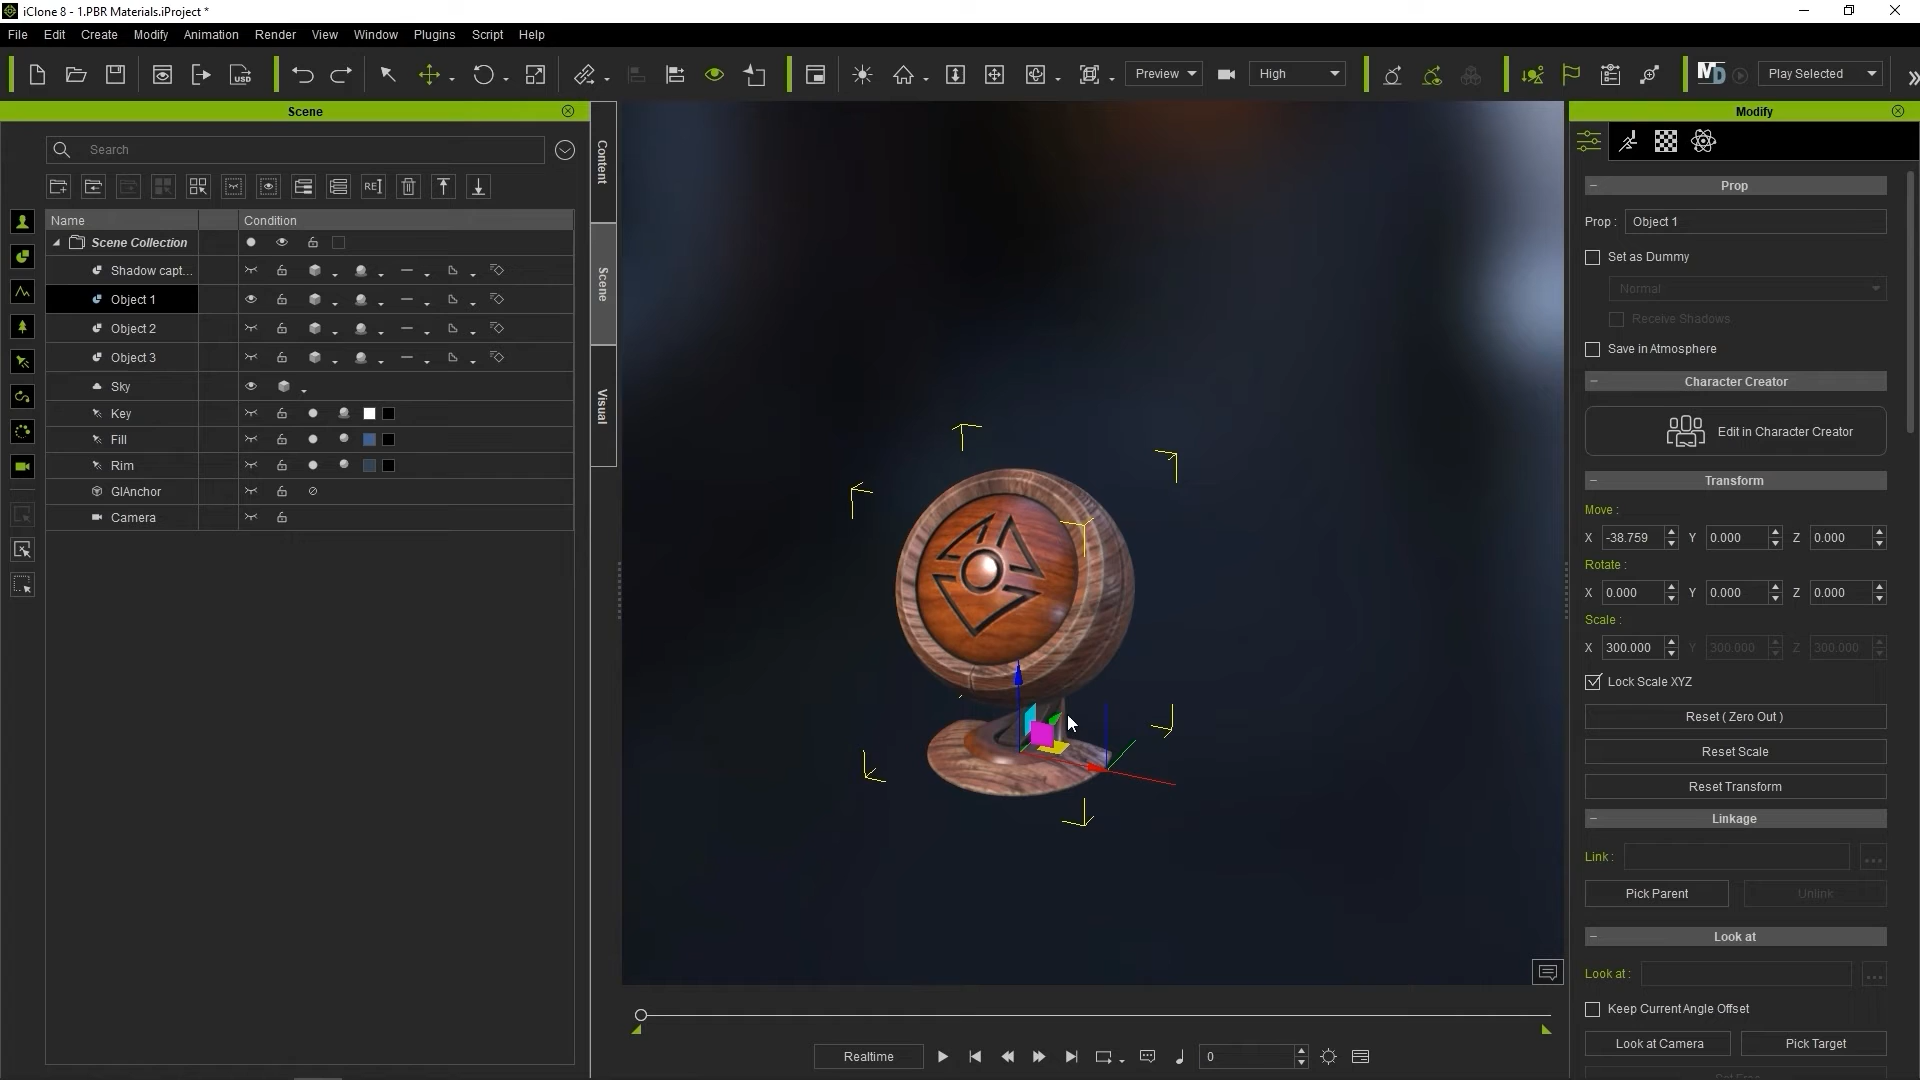 iClone 8 - 1.PBR Materials.iProject *
File Edit Create Modify Animation Render View Window Plugins Script Help
USD Preview High MD Play Selected
Scene
Search
RE
Name Condition
Scene Collection
Shadow capt...
Object 1
Object 2
Object 3
Sky
Key
Fill
Rim
GIAnchor
Camera
Content
Scene
Visual
Realtime 0
Modify
Prop
Prop : Object 1
Set as Dummy
Normal
Receive Shadows
Save in Atmosphere
Character Creator
Edit in Character Creator
Transform
Move :
X -38.759 Y 0.000 Z 0.000
Rotate :
X 0.000 Y 0.000 Z 0.000
Scale :
X 300.000 Y 300.000 Z 300.000
Lock Scale XYZ
Reset ( Zero Out )
Reset Scale
Reset Transform
Linkage
Link : ...
Pick Parent Unlink
Look at
Look at : ...
Keep Current Angle Offset
Look at Camera Pick Target